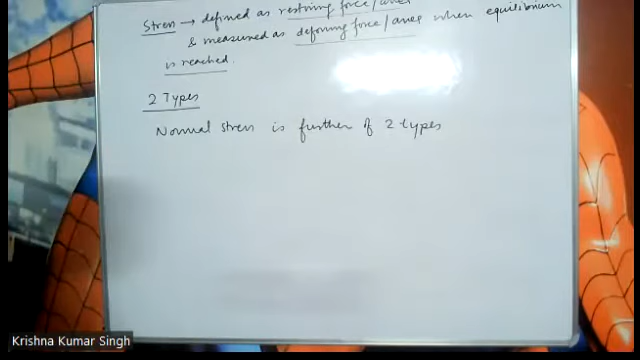 Stress → defined as restoring force/area
& measured as deforming force/area when equilibrium
is reached.
2 Types
Normal stress is further of 2 types
Krishna Kumar Singh